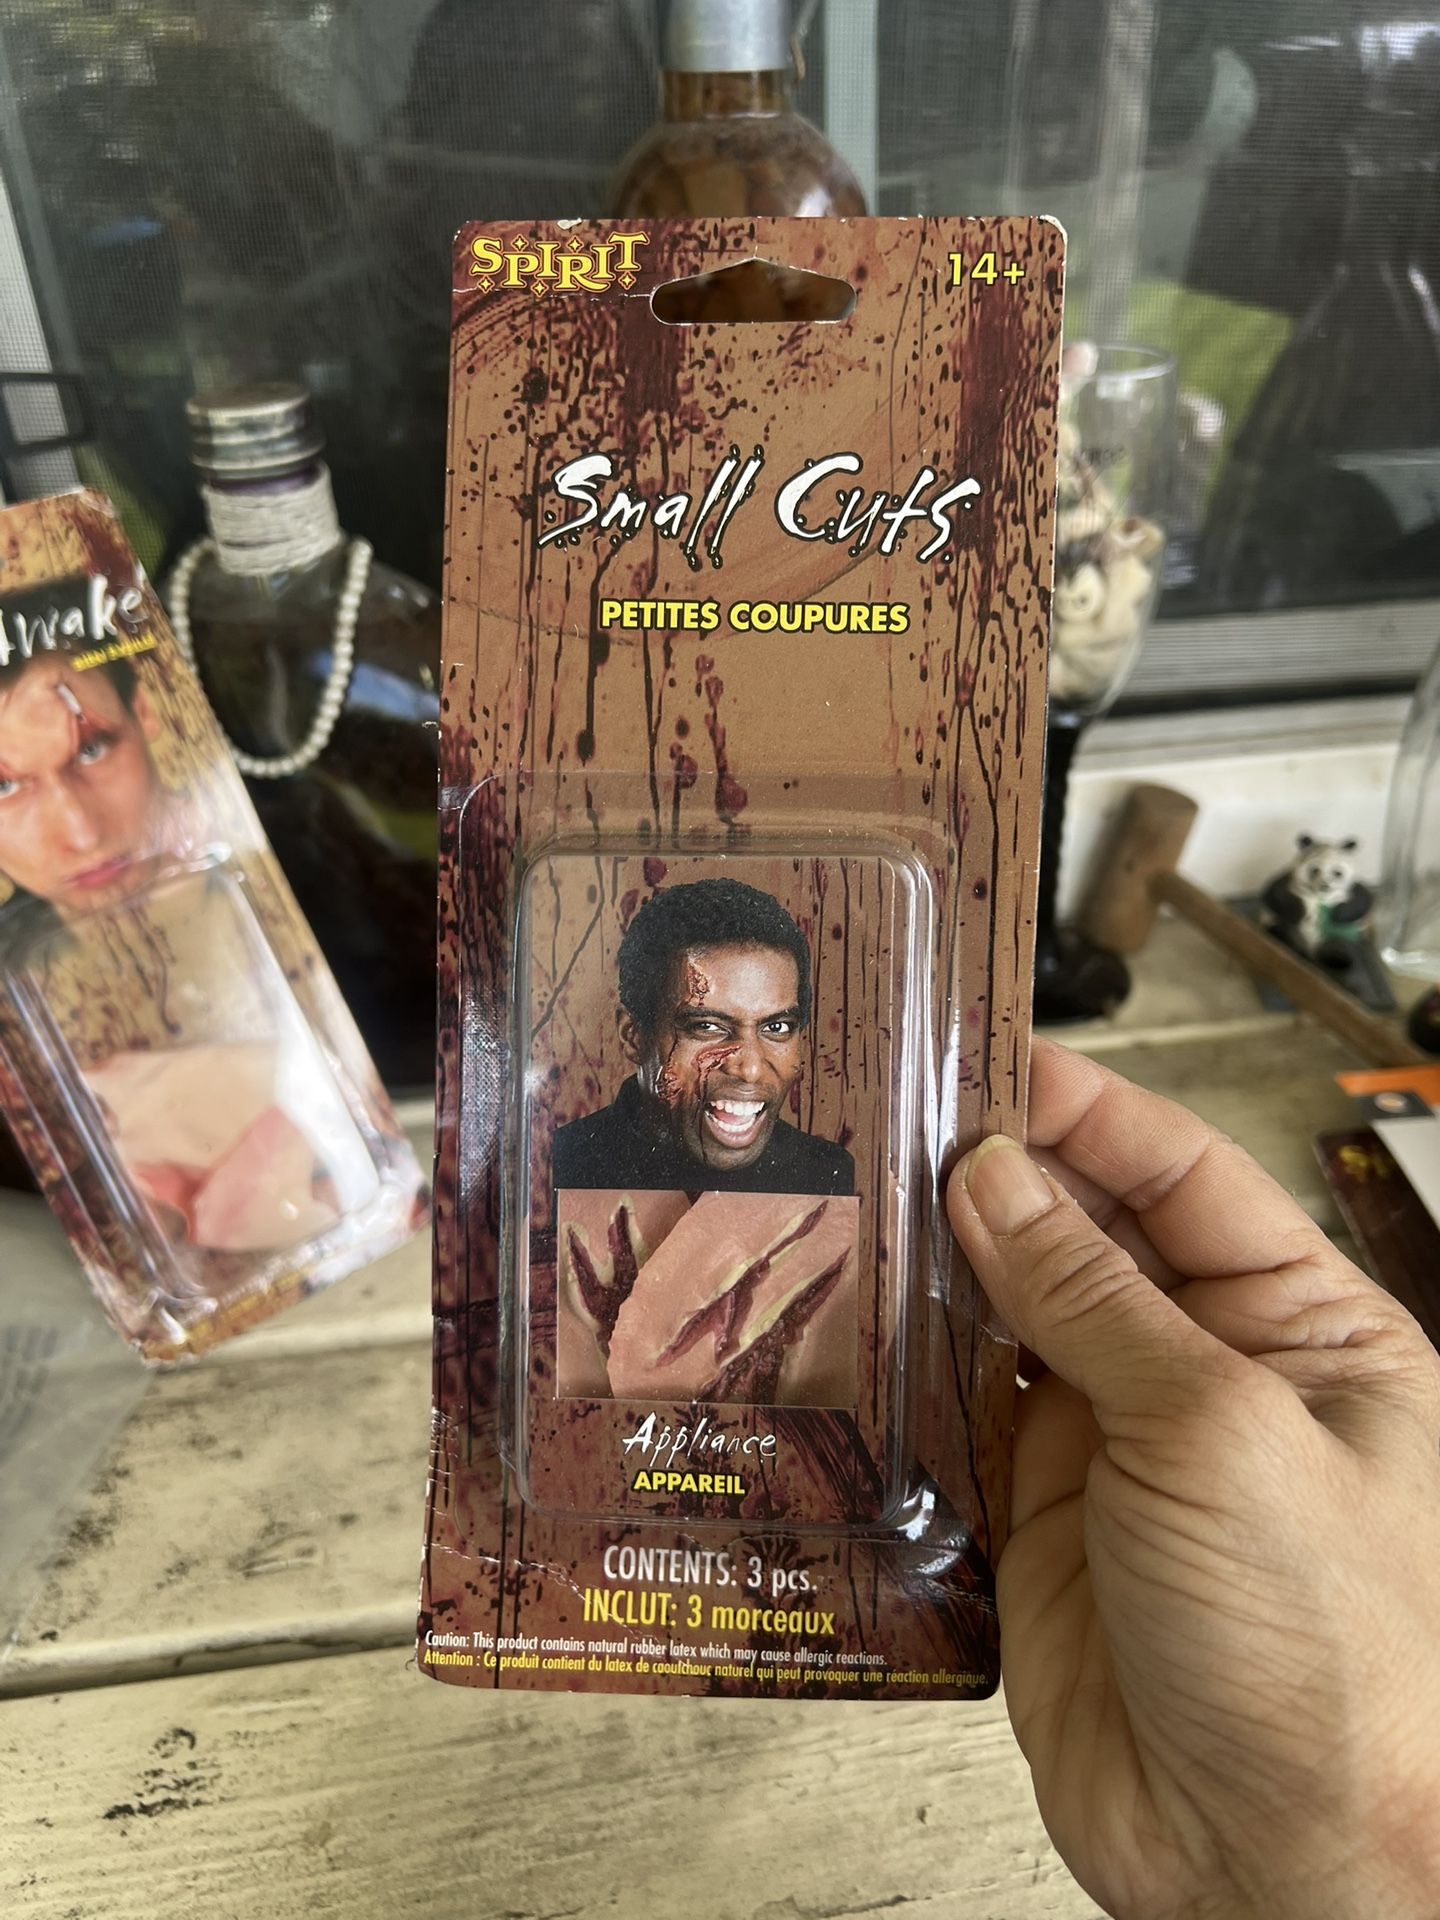 SPIRIT
14+
Small Cuts
PETITES COUPURES
Appliance
APPAREIL
CONTENTS: 3 pcs.
INCLUT: 3 morceaux
Caution: This product contains natural rubber latex which may cause allergic reactions.
Attention : Ce produit contient du latex de caoutchouc naturel qui peut provoquer une réaction allergique.
Awake